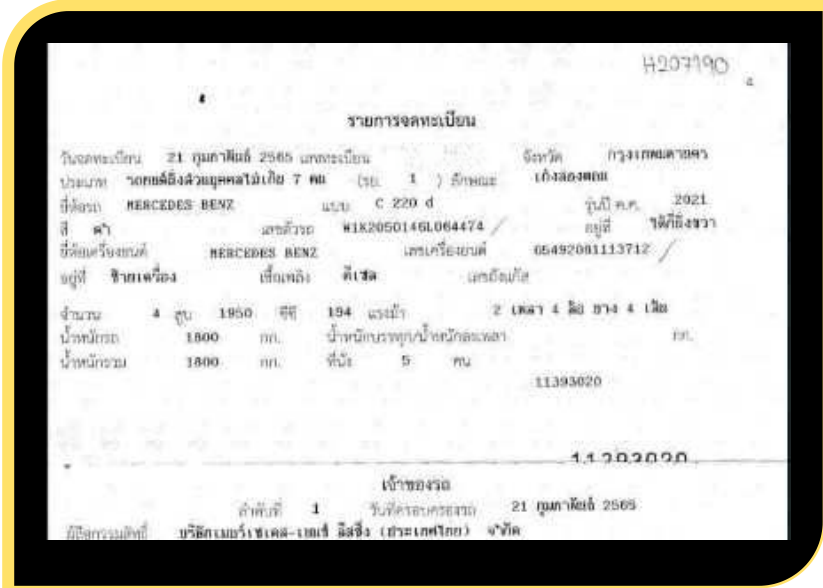 H207190
รายการจดทะเบียน
วันจดทะเบียน 21 กุมภาพันธ์ 2565 เลขทะเบียน จังหวัด กรุงเทพมหานคร
ประเภท รถยนต์นั่งส่วนบุคคลไม่เกิน 7 คน (รย. 1 ) ลักษณะ เก๋งสองตอน
ยี่ห้อรถ MERCEDES BENZ แบบ C 220 d รุ่นปี ค.ศ. 2021
สี ดำ เลขตัวรถ W1K2050146L064474 / อยู่ที่ ใต้ที่นั่งขวา
ยี่ห้อเครื่องยนต์ MERCEDES BENZ เลขเครื่องยนต์ 65492081113712 /
อยู่ที่ ซ้ายเครื่อง เชื้อเพลิง ดีเซล เลขถังแก๊ส
จำนวน 4 สูบ 1950 ซีซี 194 แรงม้า 2 เพลา 4 ล้อ ยาง 4 เส้น
น้ำหนักรถ 1800 กก. น้ำหนักบรรทุก/น้ำหนักลงเพลา กก.
น้ำหนักรวม 1800 กก. ที่นั่ง 5 คน
11393020
11393020
เจ้าของรถ
ลำดับที่ 1 วันที่ครอบครองรถ 21 กุมภาพันธ์ 2565
ผู้ถือกรรมสิทธิ์ บริษัทเมอร์เซเดส-เบนซ์ ลีสซิ่ง (ประเทศไทย) จำกัด